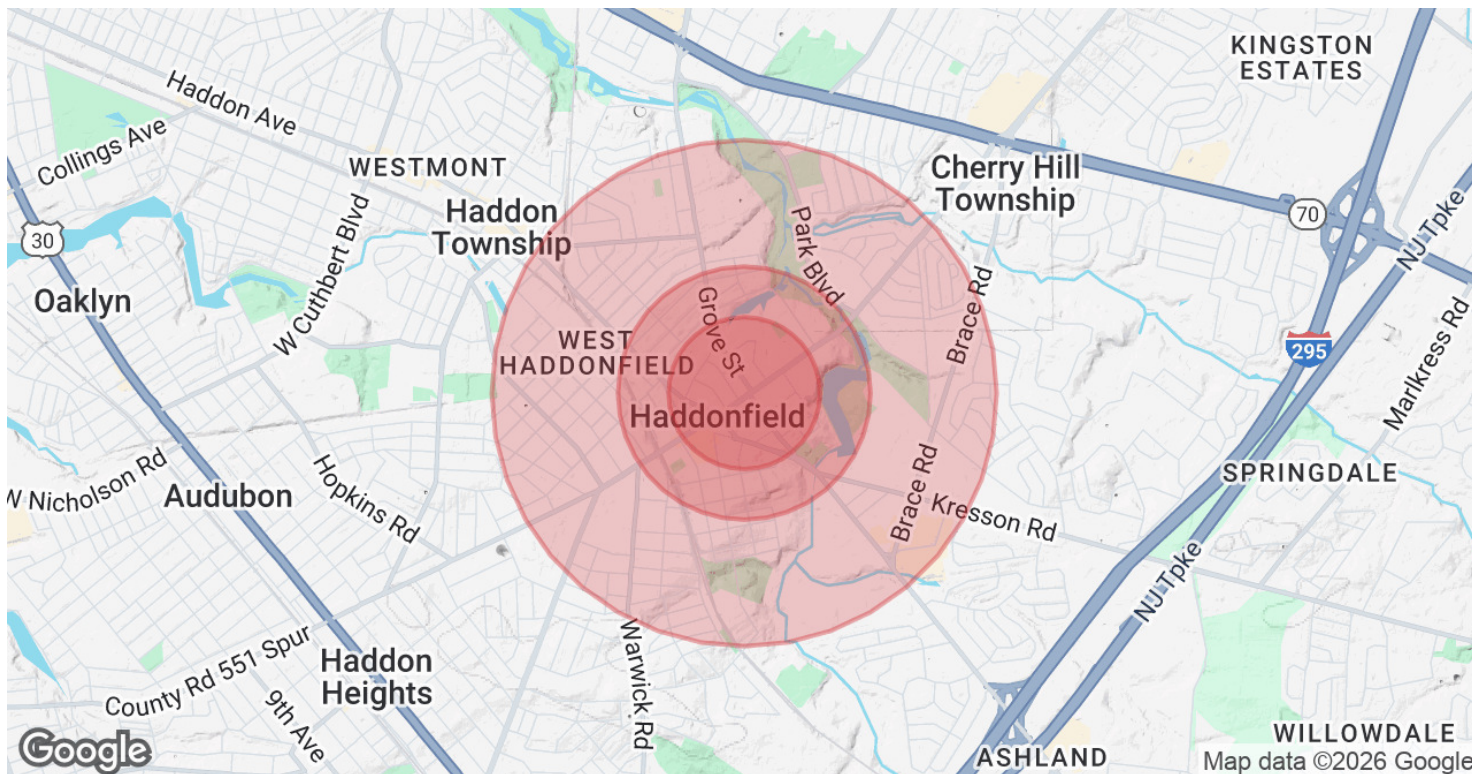 KINGSTON
ESTATES
Haddon Ave
Collings Ave
WESTMONT
Cherry Hill
Township
Haddon
Township
70
30
Park Blvd
NJ Tpke
W Cuthbert Blvd
Oaklyn
Grove St
Brace Rd
WEST
HADDONFIELD
295
Marlkress Rd
Haddonfield
W Nicholson Rd
Audubon
Hopkins Rd
Brace Rd
Kresson Rd
SPRINGDALE
NJ Tpke
County Rd 551 Spur
Haddon
Heights
Warwick Rd
9th Ave
WILLOWDALE
ASHLAND
Google
Map data ©2026 Google